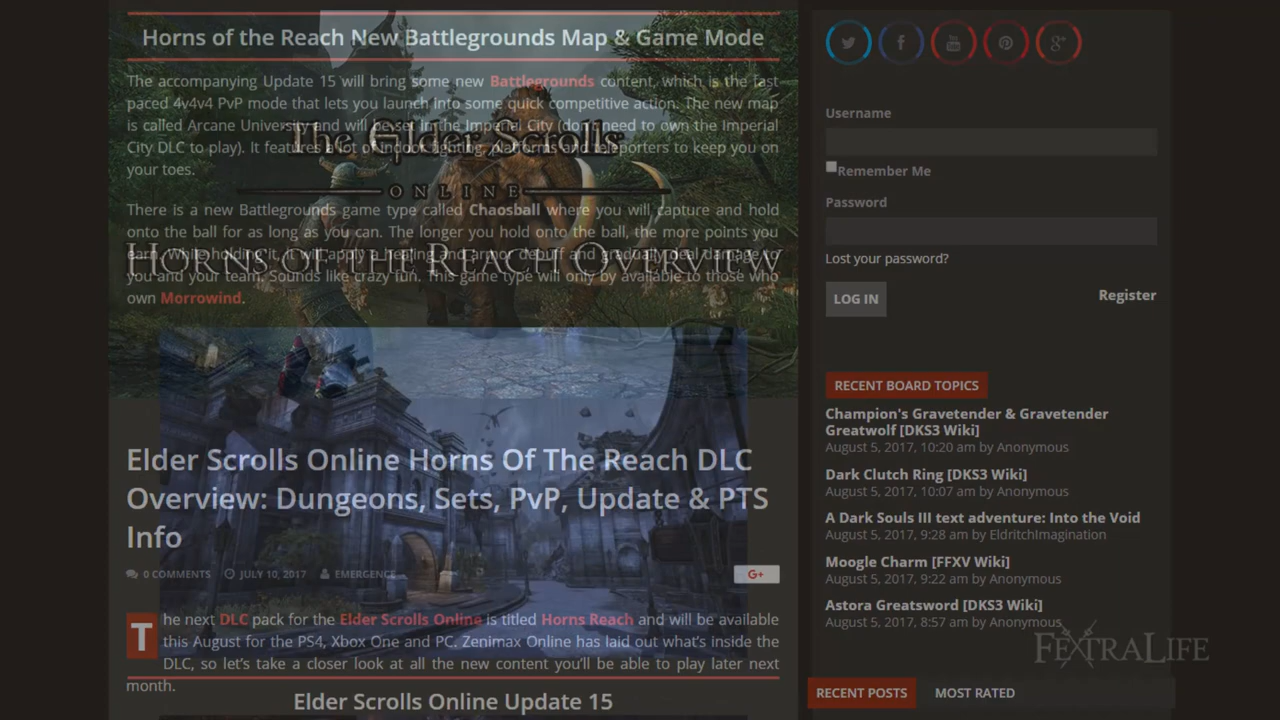 Horns of the Reach New Battlegrounds Map & Game Mode
The accompanying Update 15 will bring some new Battlegrounds content, which is the fast
paced 4v4v4 PvP mode that lets you launch into some quick competitive action. The new map
is called Arcane University and will be set in the Imperial City (don't need to own the Imperial
City DLC to play). It features a lot of indoor fighting, platforms and teleporters to keep you on
your toes.
The Elder Scrolls
ONLINE
There is a new Battlegrounds game type called Chaosball where you will capture and hold
onto the ball for as long as you can. The longer you hold onto the ball, the more points you
earn. While holding it, it will apply a healing and armor debuff and gradually deal damage to
you and your team. Sounds like crazy fun. This game type will only by available to those who
own Morrowind.
Horns of the Reach Overview
Elder Scrolls Online Horns Of The Reach DLC
Overview: Dungeons, Sets, PvP, Update & PTS
Info
0 COMMENTS JULY 10, 2017 EMERGENCE
G+
The next DLC pack for the Elder Scrolls Online is titled Horns Reach and will be available
this August for the PS4, Xbox One and PC. Zenimax Online has laid out what's inside the
DLC, so let's take a closer look at all the new content you'll be able to play later next
month.
Elder Scrolls Online Update 15
Username
Remember Me
Password
Lost your password?
LOG IN
Register
RECENT BOARD TOPICS
Champion's Gravetender & Gravetender
Greatwolf [DKS3 Wiki]
August 5, 2017, 10:20 am by Anonymous
Dark Clutch Ring [DKS3 Wiki]
August 5, 2017, 10:07 am by Anonymous
A Dark Souls III text adventure: Into the Void
August 5, 2017, 9:28 am by EldritchImagination
Moogle Charm [FFXV Wiki]
August 5, 2017, 9:22 am by Anonymous
Astora Greatsword [DKS3 Wiki]
August 5, 2017, 8:57 am by Anonymous
FEXTRALIFE
RECENT POSTS MOST RATED